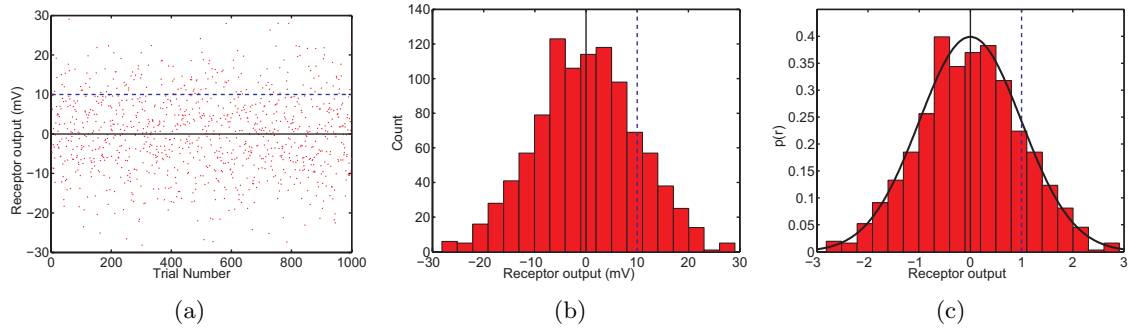 30
20
10
0
−10
−20
−30
0 200 400 600 800 1000
Receptor output (mV)
Trial Number
(a)
140
120
100
80
60
40
20
0
−30 −20 −10 0 10 20 30
Count
Receptor output (mV)
(b)
0.4
0.35
0.3
0.25
0.2
0.15
0.1
0.05
0
−3 −2 −1 0 1 2 3
p(r)
Receptor output
(c)